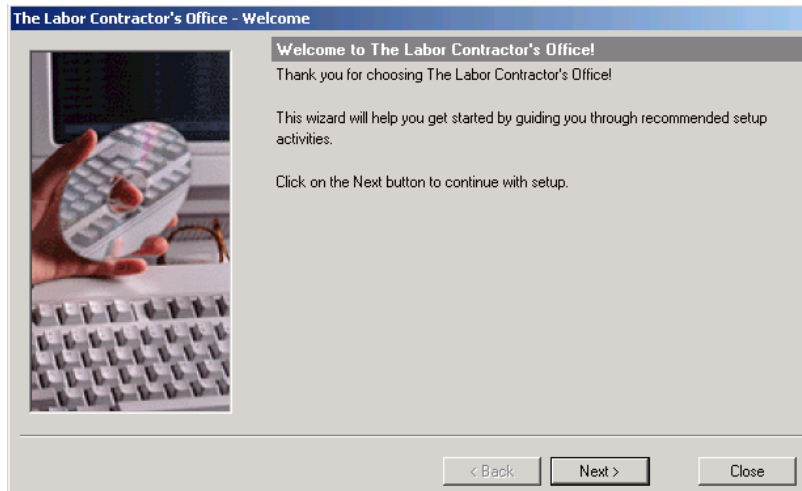 The Labor Contractor's Office - Welcome
Welcome to The Labor Contractor's Office!
Thank you for choosing The Labor Contractor's Office!
This wizard will help you get started by guiding you through recommended setup
activities.
Click on the Next button to continue with setup.
< Back Next > Close